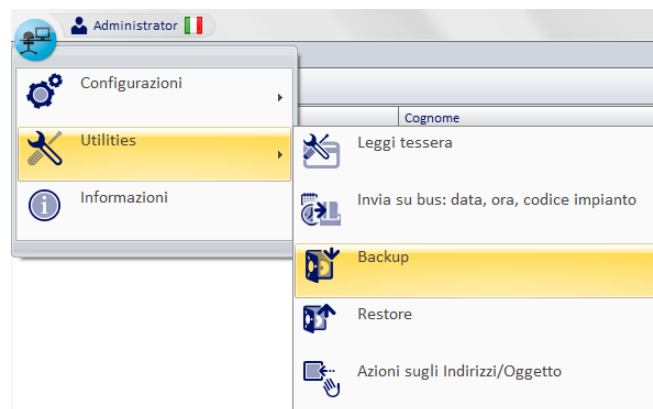 Administrator
Configurazioni
Cognome
Utilities
Leggi tessera
Informazioni
Invia su bus: data, ora, codice impianto
Backup
Restore
Azioni sugli Indirizzi/Oggetto